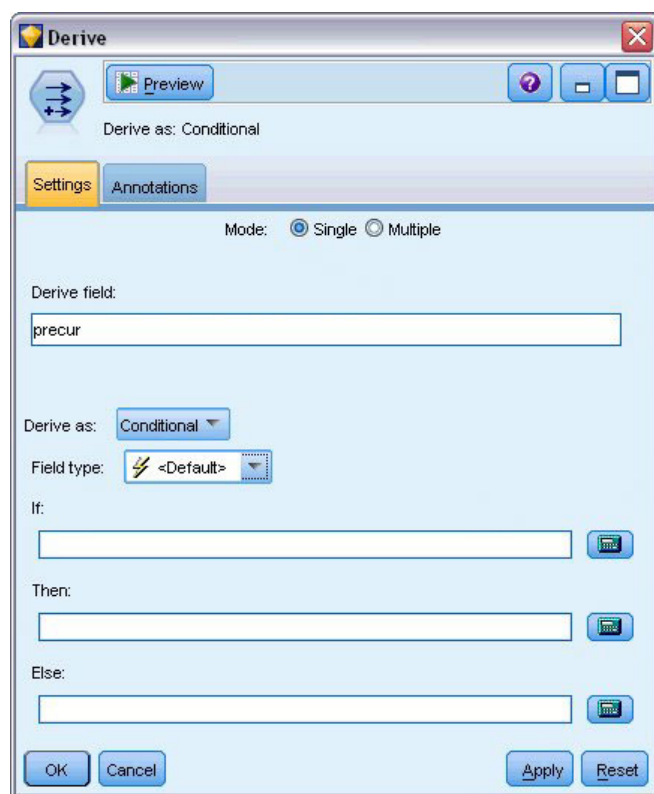 Derive
Preview
Derive as: Conditional
Settings Annotations
Mode: Single Multiple
Derive field:
precur
Derive as: Conditional
Field type: <Default>
If:
Then:
Else:
OK Cancel Apply Reset